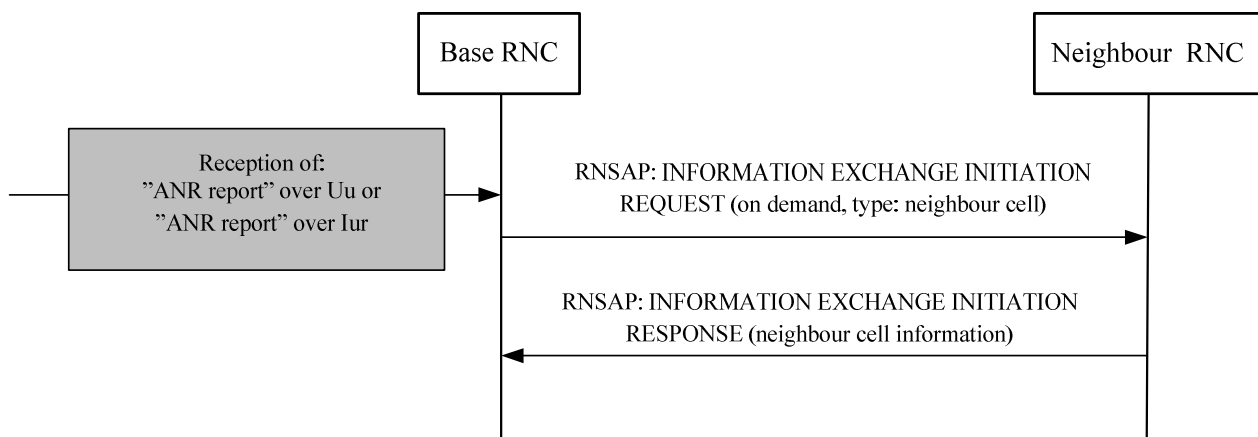 Base RNC
Neighbour RNC
Reception of:
”ANR report” over Uu or
”ANR report” over Iur
RNSAP: INFORMATION EXCHANGE INITIATION
REQUEST (on demand, type: neighbour cell)
RNSAP: INFORMATION EXCHANGE INITIATION
RESPONSE (neighbour cell information)